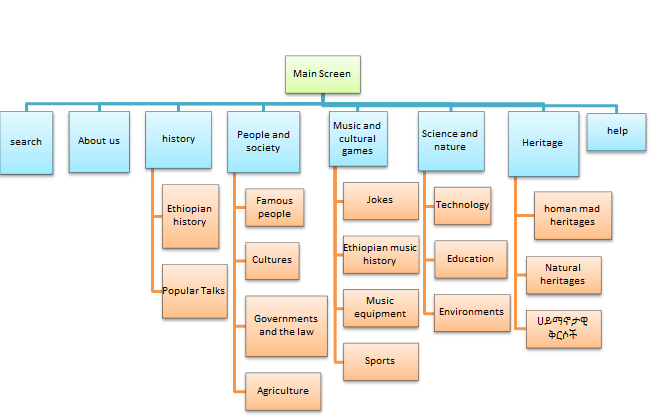 Main Screen
search
About us
history
People and
society
Music and
cultural
games
Science and
nature
Heritage
help
Ethiopian
history
Popular Talks
Famous
people
Cultures
Governments
and the law
Agriculture
Jokes
Ethiopian music
history
Music
equipment
Sports
Technology
Education
Environments
homan mad
heritages
Natural
heritages
ሀይማኖታዊ
ቅርሶች